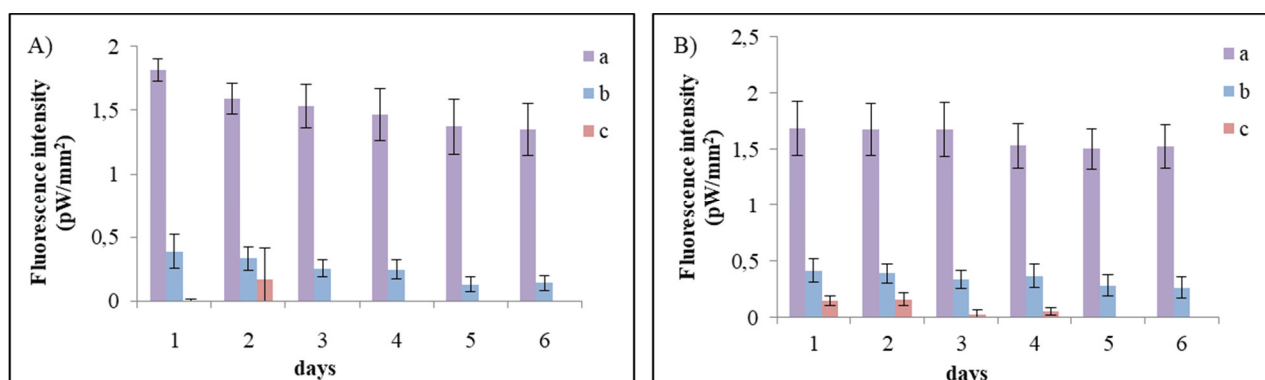 A)
Fluorescence intensity
(pW/mm²)
2
1,5
1
0,5
0
1 2 3 4 5 6
days
a
b
c
B)
Fluorescence intensity
(pW/mm²)
2,5
2
1,5
1
0,5
0
1 2 3 4 5 6
days
a
b
c